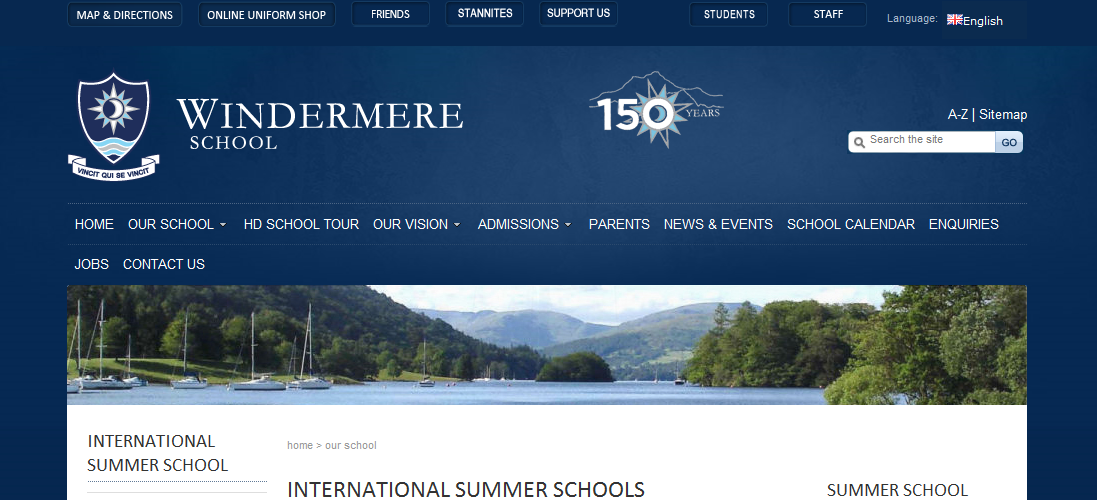 MAP & DIRECTIONS
ONLINE UNIFORM SHOP
FRIENDS
STANNITES
SUPPORT US
STUDENTS
STAFF
Language: English
WINDERMERE
SCHOOL
VINCIT QUI SE VINCIT
150 YEARS
A-Z | Sitemap
Search the site GO
HOME OUR SCHOOL HD SCHOOL TOUR OUR VISION ADMISSIONS PARENTS NEWS & EVENTS SCHOOL CALENDAR ENQUIRIES
JOBS CONTACT US
INTERNATIONAL
SUMMER SCHOOL
home > our school
INTERNATIONAL SUMMER SCHOOLS
SUMMER SCHOOL